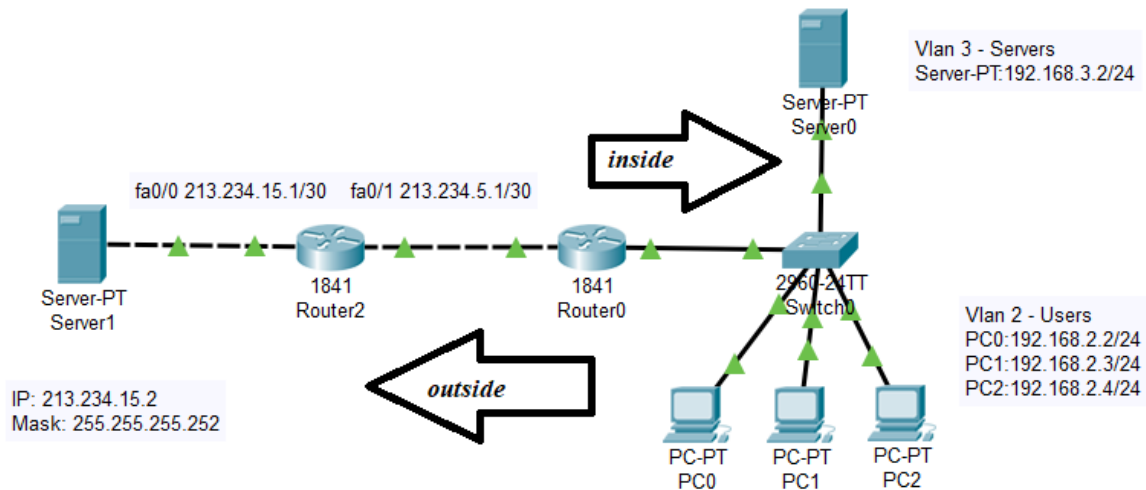 Vlan 3 - Servers
Server-PT:192.168.3.2/24
Server-PT
Server0
inside
fa0/0 213.234.15.1/30 fa0/1 213.234.5.1/30
Server-PT
Server1
1841
Router2
1841
Router0
2960-24TT
Switch0
outside
Vlan 2 - Users
PC0:192.168.2.2/24
PC1:192.168.2.3/24
PC2:192.168.2.4/24
IP: 213.234.15.2
Mask: 255.255.255.252
PC-PT
PC0
PC-PT
PC1
PC-PT
PC2